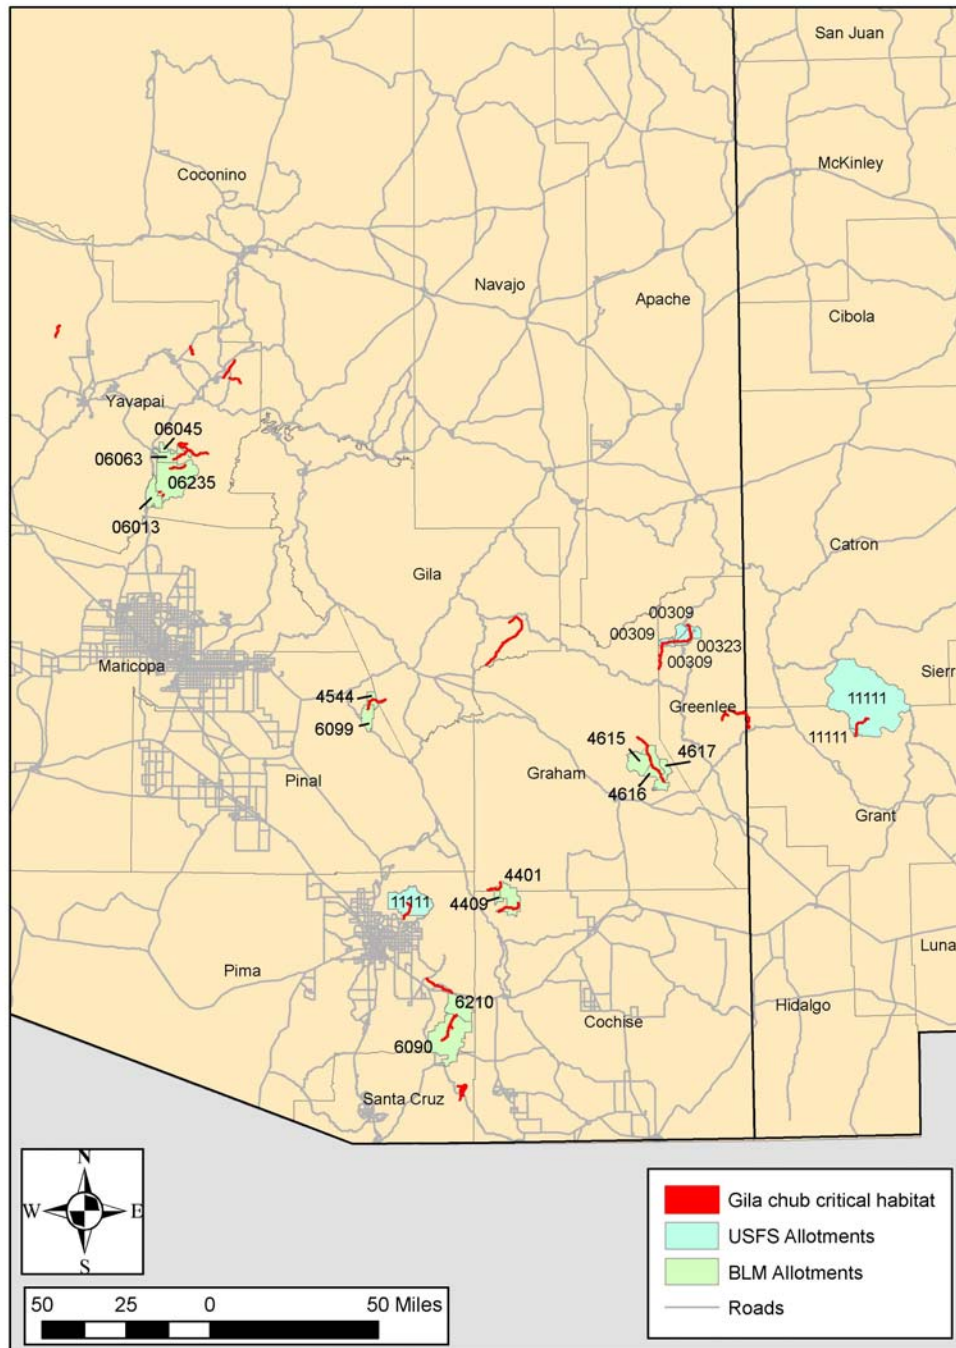 San Juan
McKinley
Coconino
Navajo
Apache
Cibola
Yavapai
06045
06063
06235
06013
Catron
Gila
00309
00309
00323
00309
Maricopa
Sierr
4544
11111
Greenlee
6099
11111
4615
4617
Pinal
Graham
4616
Grant
4401
11111
4409
Luna
Pima
6210
Hidalgo
Cochise
6090
Santa Cruz
N
W E
S
Gila chub critical habitat
USFS Allotments
BLM Allotments
Roads
50 25 0 50 Miles